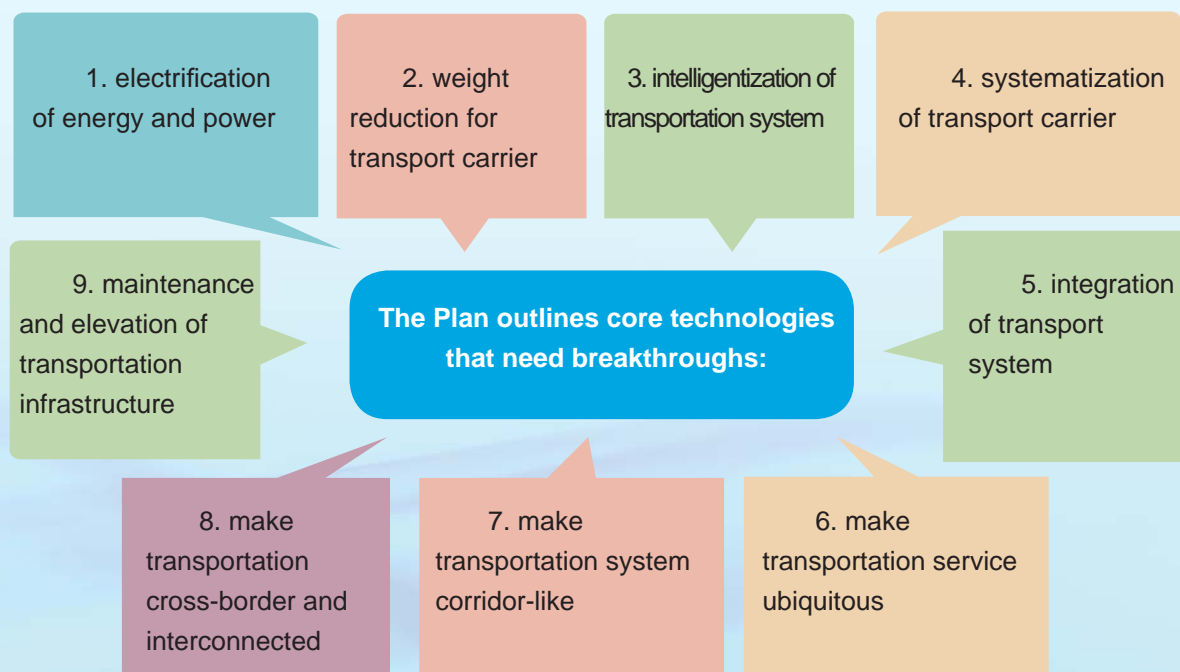 1. electrification
of energy and power
2. weight
reduction for
transport carrier
3. intelligentization of
transportation system
4. systematization
of transport carrier
9. maintenance
and elevation of
transportation
infrastructure
The Plan outlines core technologies
that need breakthroughs:
5. integration
of transport
system
8. make
transportation
cross-border and
interconnected
7. make
transportation system
corridor-like
6. make
transportation service
ubiquitous